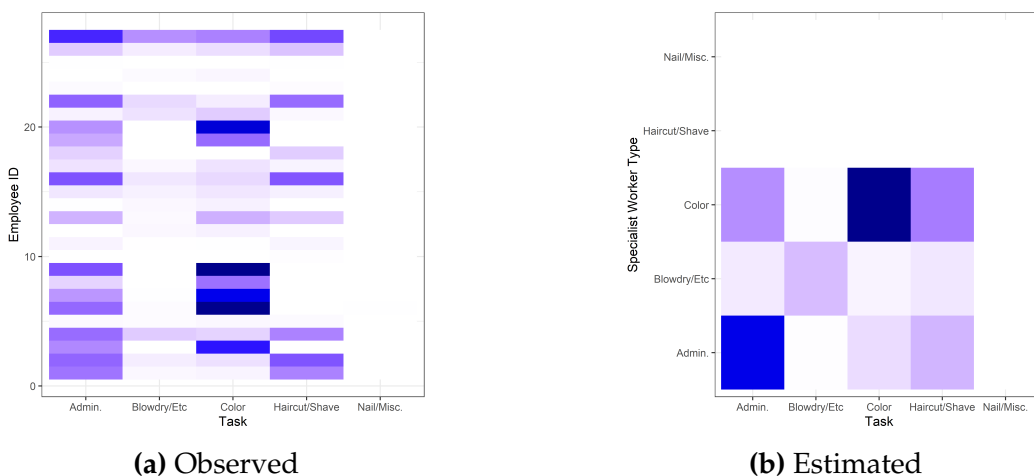 Employee ID
20
10
0
Admin. Blowdry/Etc Color Haircut/Shave Nail/Misc.
Task
(a) Observed
Specialist Worker Type
Nail/Misc.
Haircut/Shave
Color
Blowdry/Etc
Admin.
Admin. Blowdry/Etc Color Haircut/Shave Nail/Misc.
Task
(b) Estimated